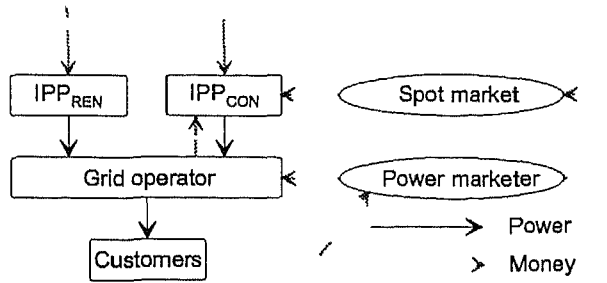 IPP_REN IPP_CON Spot market
Grid operator Power marketer
Power
Customers
Money